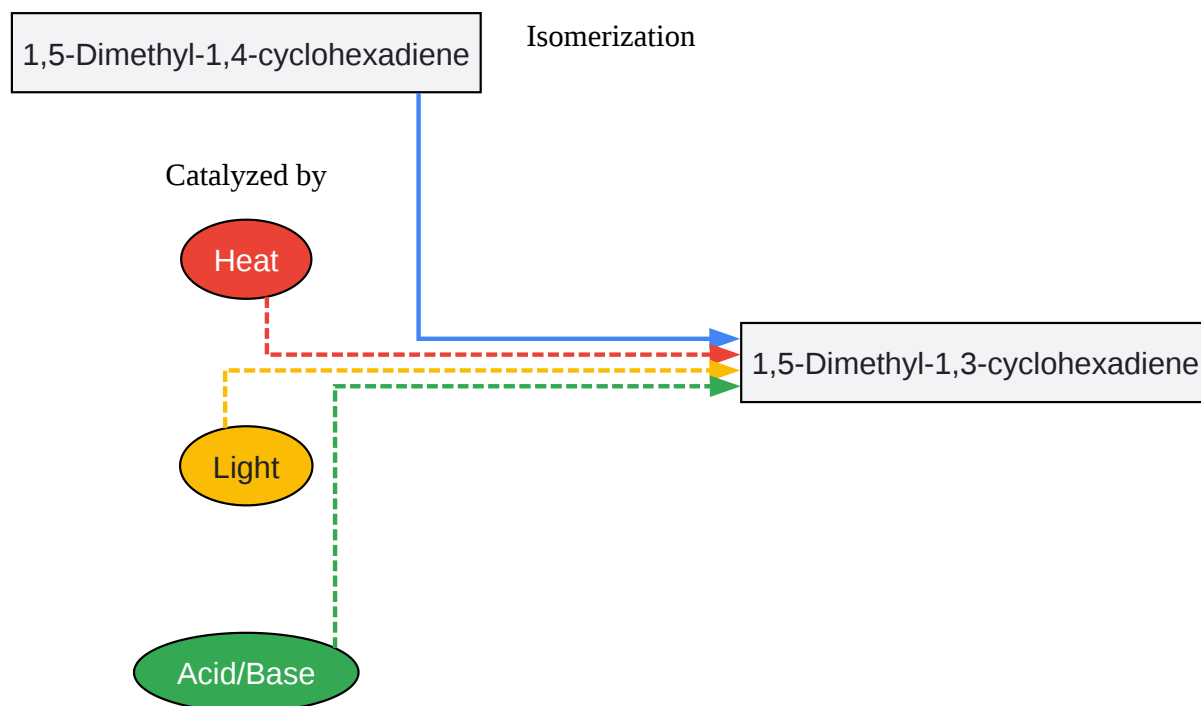 1,5-Dimethyl-1,4-cyclohexadiene
Isomerization
Catalyzed by
Heat
1,5-Dimethyl-1,3-cyclohexadiene
Light
Acid/Base